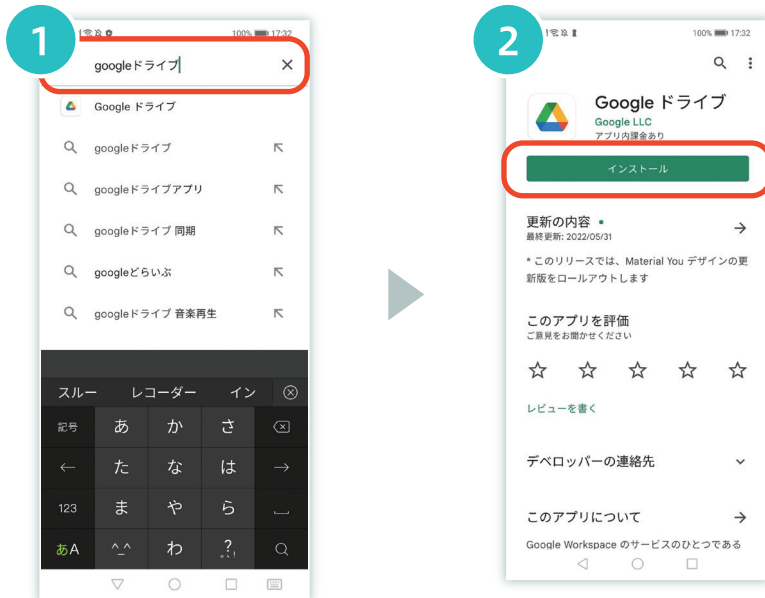 1
100% 17:32
googleドライブ
Google ドライブ
googleドライブ
googleドライブアプリ
googleドライブ 同期
googleどらいぶ
googleドライブ 音楽再生
スルー レコーダー イン
記号 あ か さ
← た な は →
123 ま や ら
あA ^_^ わ 、。?!
2
100% 17:32
Google ドライブ
Google LLC
アプリ内課金あり
インストール
更新の内容 •
最終更新: 2022/05/31
* このリリースでは、Material You デザインの更
新版をロールアウトします
このアプリを評価
ご意見をお聞かせください
レビューを書く
デベロッパーの連絡先
このアプリについて
Google Workspace のサービスのひとつである